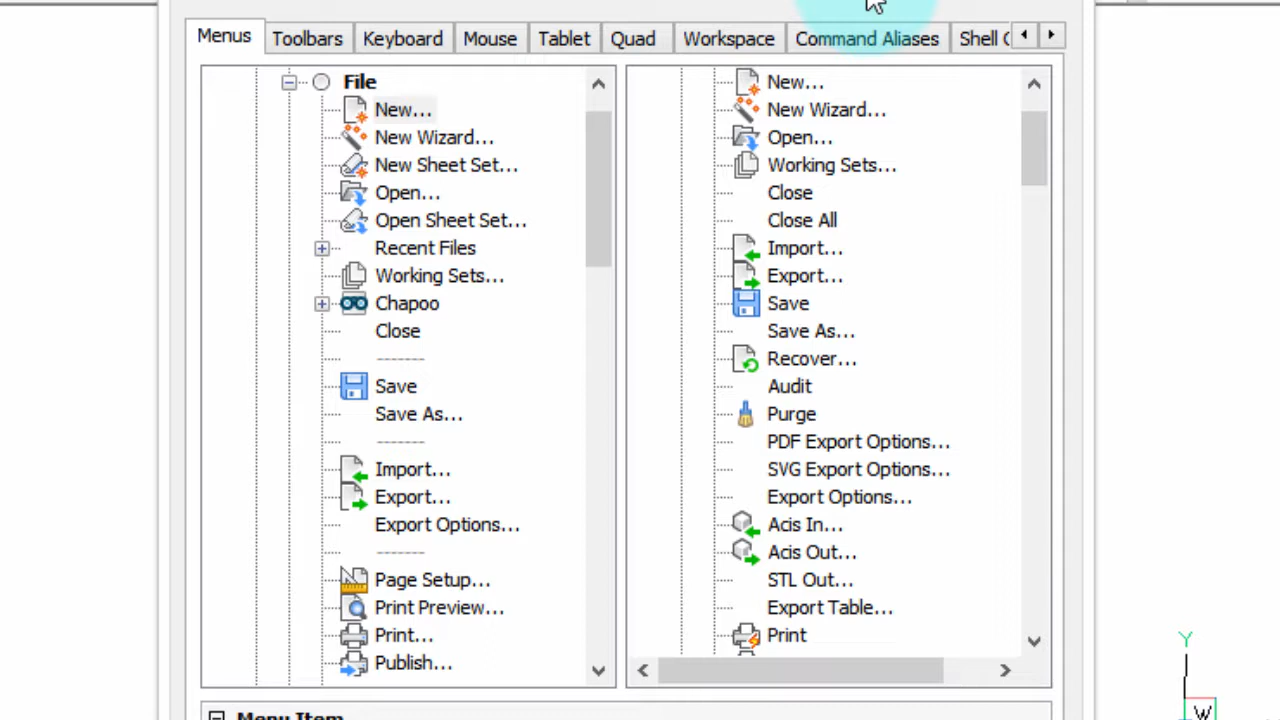 Menus Toolbars Keyboard Mouse Tablet Quad Workspace Command Aliases Shell
File
New...
New Wizard...
New Sheet Set...
Open...
Open Sheet Set...
Recent Files
Working Sets...
Chapoo
Close
-------
Save
Save As...
-------
Import...
Export...
Export Options...
-------
Page Setup...
Print Preview...
Print...
Publish...
New...
New Wizard...
Open...
Working Sets...
Close
Close All
Import...
Export...
Save
Save As...
Recover...
Audit
Purge
PDF Export Options...
SVG Export Options...
Export Options...
Acis In...
Acis Out...
STL Out...
Export Table...
Print
Menu Item
Y
W